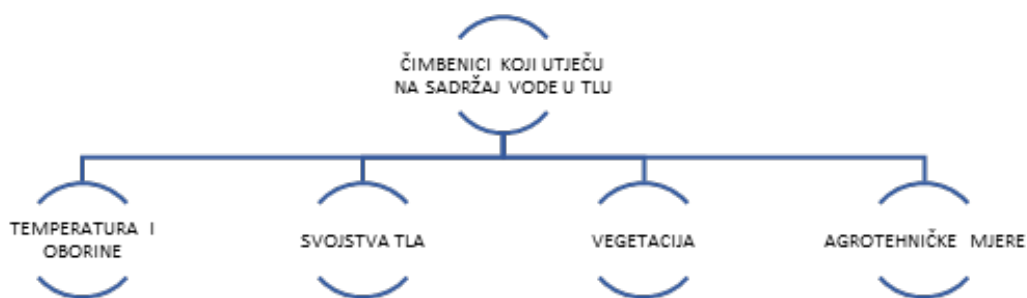 ČIMBENICI KOJI UTJEČU
NA SADRŽAJ VODE U TLU
TEMPERATURA I
OBORINE
SVOJSTVA TLA
VEGETACIJA
AGROTEHNIČKE MJERE